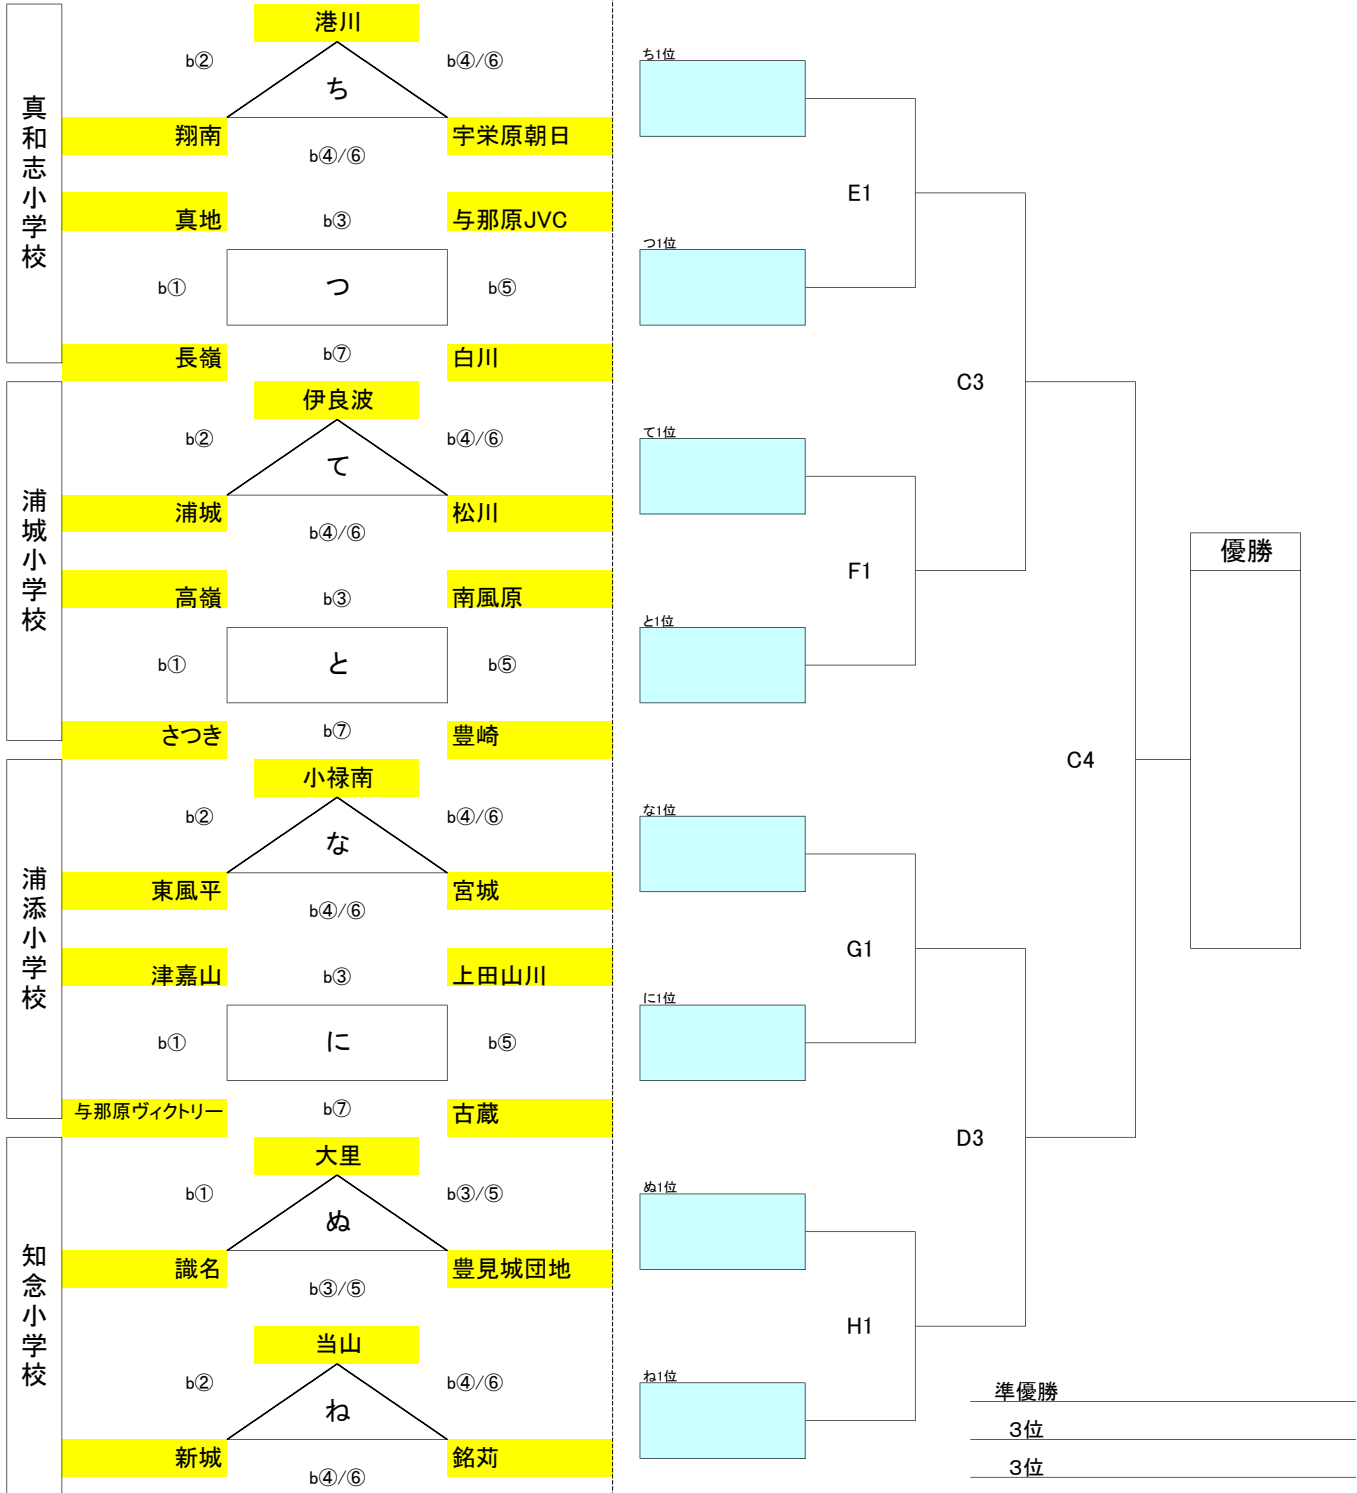 真和志小学校
港川
b②
b④/⑥
ち
翔南
宇栄原朝日
b④/⑥
真地
b③
与那原JVC
b①
つ
b⑤
長嶺
b⑦
白川
浦城小学校
伊良波
b②
b④/⑥
て
浦城
松川
b④/⑥
高嶺
b③
南風原
b①
と
b⑤
さつき
b⑦
豊崎
浦添小学校
小禄南
b②
b④/⑥
な
東風平
宮城
b④/⑥
津嘉山
b③
上田山川
b①
に
b⑤
与那原ヴィクトリー
b⑦
古蔵
知念小学校
大里
b①
b③/⑤
ぬ
識名
豊見城団地
b③/⑤
当山
b②
b④/⑥
ね
新城
銘苅
b④/⑥
ち1位
E1
つ1位
C3
て1位
F1
と1位
C4
な1位
G1
に1位
D3
ぬ1位
H1
ね1位
優勝
準優勝
3位
3位